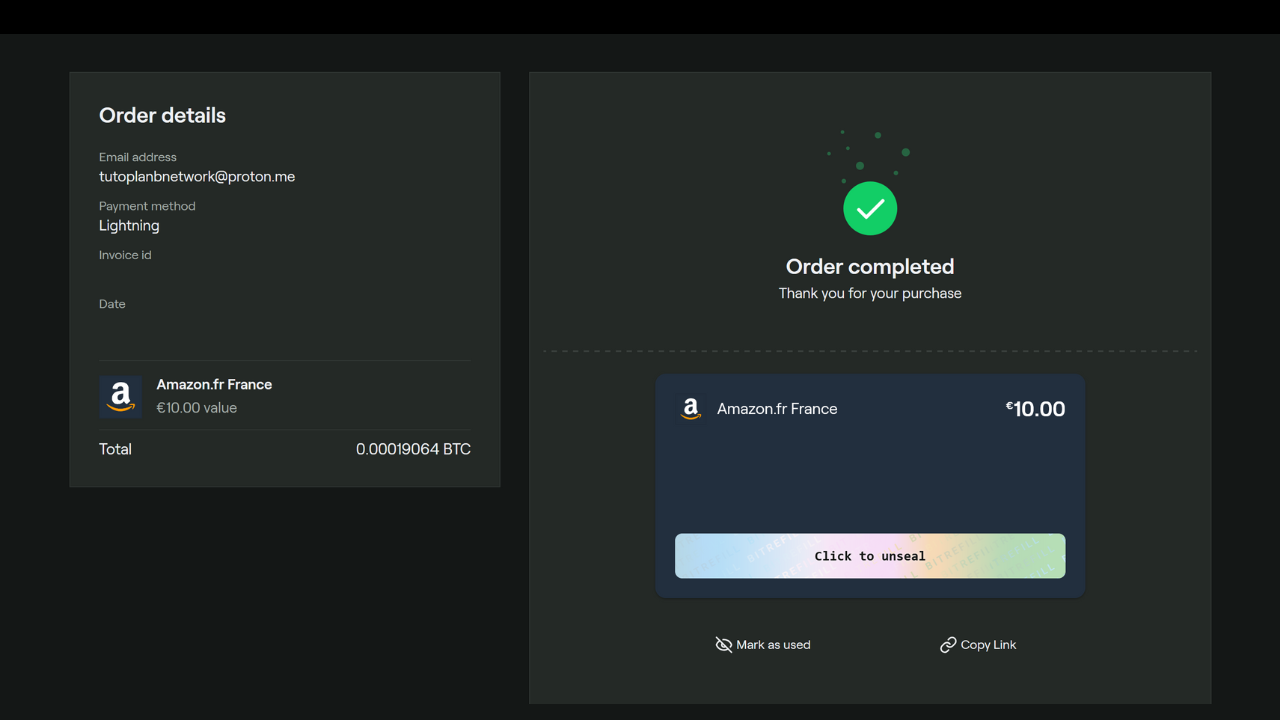 Order details
Email address
tutoplanbnetwork@proton.me
Payment method
Lightning
Invoice id
Date
Amazon.fr France
€10.00 value
Total 0.00019064 BTC
Order completed
Thank you for your purchase
Amazon.fr France €10.00
Click to unseal
Mark as used Copy Link